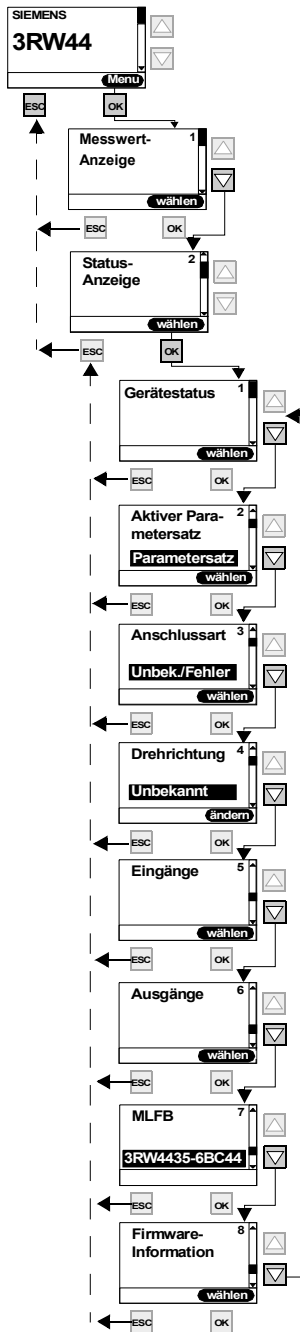 SIEMENS
3RW44
Menu
ESC
OK
Messwert-
Anzeige
1
wählen
ESC
OK
Status-
Anzeige
2
wählen
ESC
OK
Gerätestatus
1
wählen
ESC
OK
Aktiver Para-
metersatz
2
Parametersatz
wählen
ESC
OK
Anschlussart
3
Unbek./Fehler
wählen
ESC
OK
Drehrichtung
4
Unbekannt
ändern
ESC
OK
Eingänge
5
wählen
ESC
OK
Ausgänge
6
wählen
ESC
OK
MLFB
7
3RW4435-6BC44
ESC
OK
Firmware-
Information
8
wählen
ESC
OK